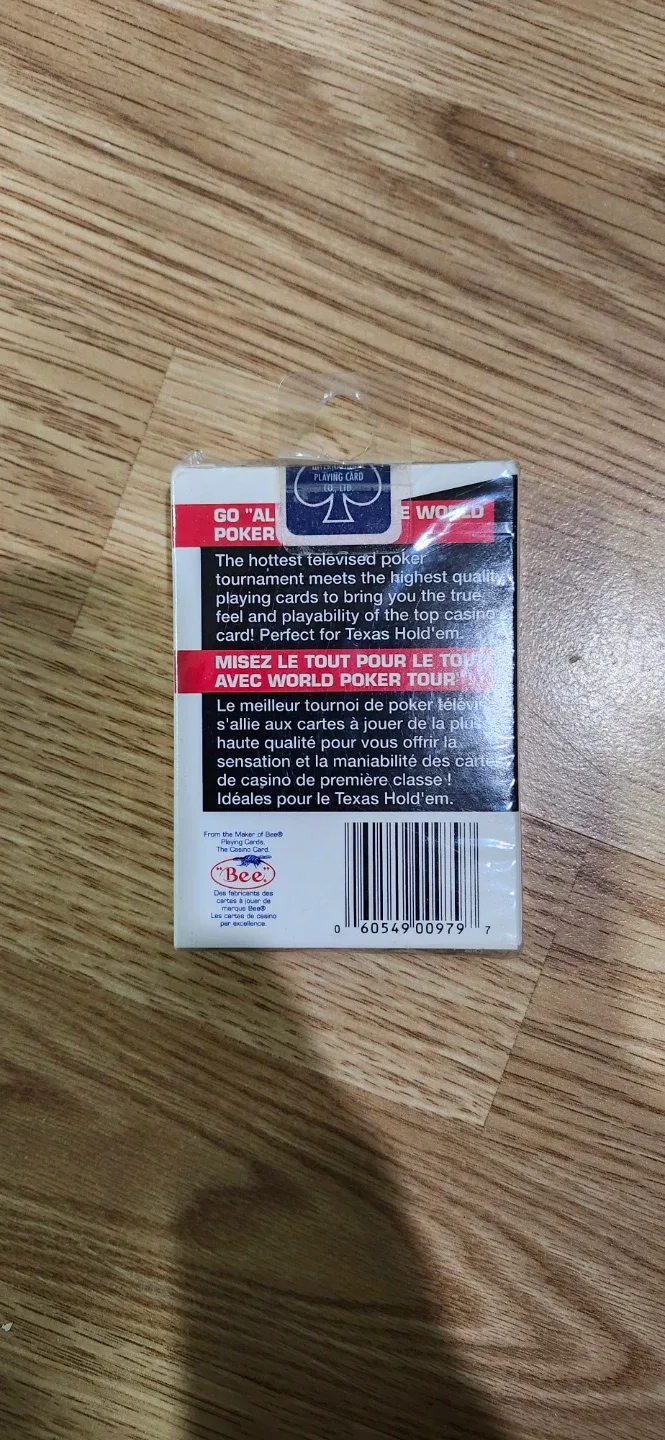 PLAYING CARD
CO., LTD.
GO "AL E WORLD
POKER
The hottest televised poker
tournament meets the highest quality
playing cards to bring you the true
feel and playability of the top casino
card! Perfect for Texas Hold'em.
MISEZ LE TOUT POUR LE TOUT
AVEC WORLD POKER TOUR
Le meilleur tournoi de poker télévis
s'allie aux cartes à jouer de la plus
haute qualité pour vous offrir la
sensation et la maniabilité des carte
de casino de première classe !
Idéales pour le Texas Hold'em.
From the Maker of Bee®
Playing Cards,
The Casino Card.
"Bee"
Des fabricants des
cartes à jouer de
marque Bee®
Les cartes de casino
par excellence.
0 60549 00979 7